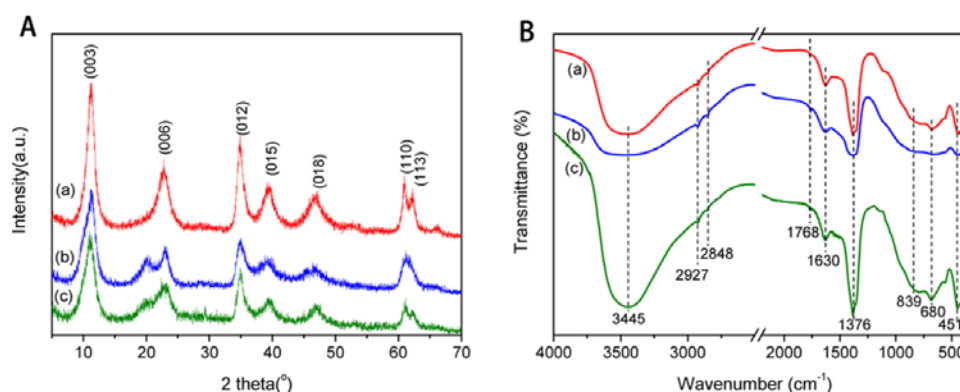 A
(003)
(006)
(012)
(015)
(018)
(110)
(113)
(a)
(b)
(c)
Intensity(a.u.)
10 20 30 40 50 60 70
2 theta(°)
B
(a)
(b)
(c)
Transmittance (%)
3445
2927
2848
1768
1630
1376
839
680
451
4000 3500 3000 2000 1500 1000 500
Wavenumber (cm-1)